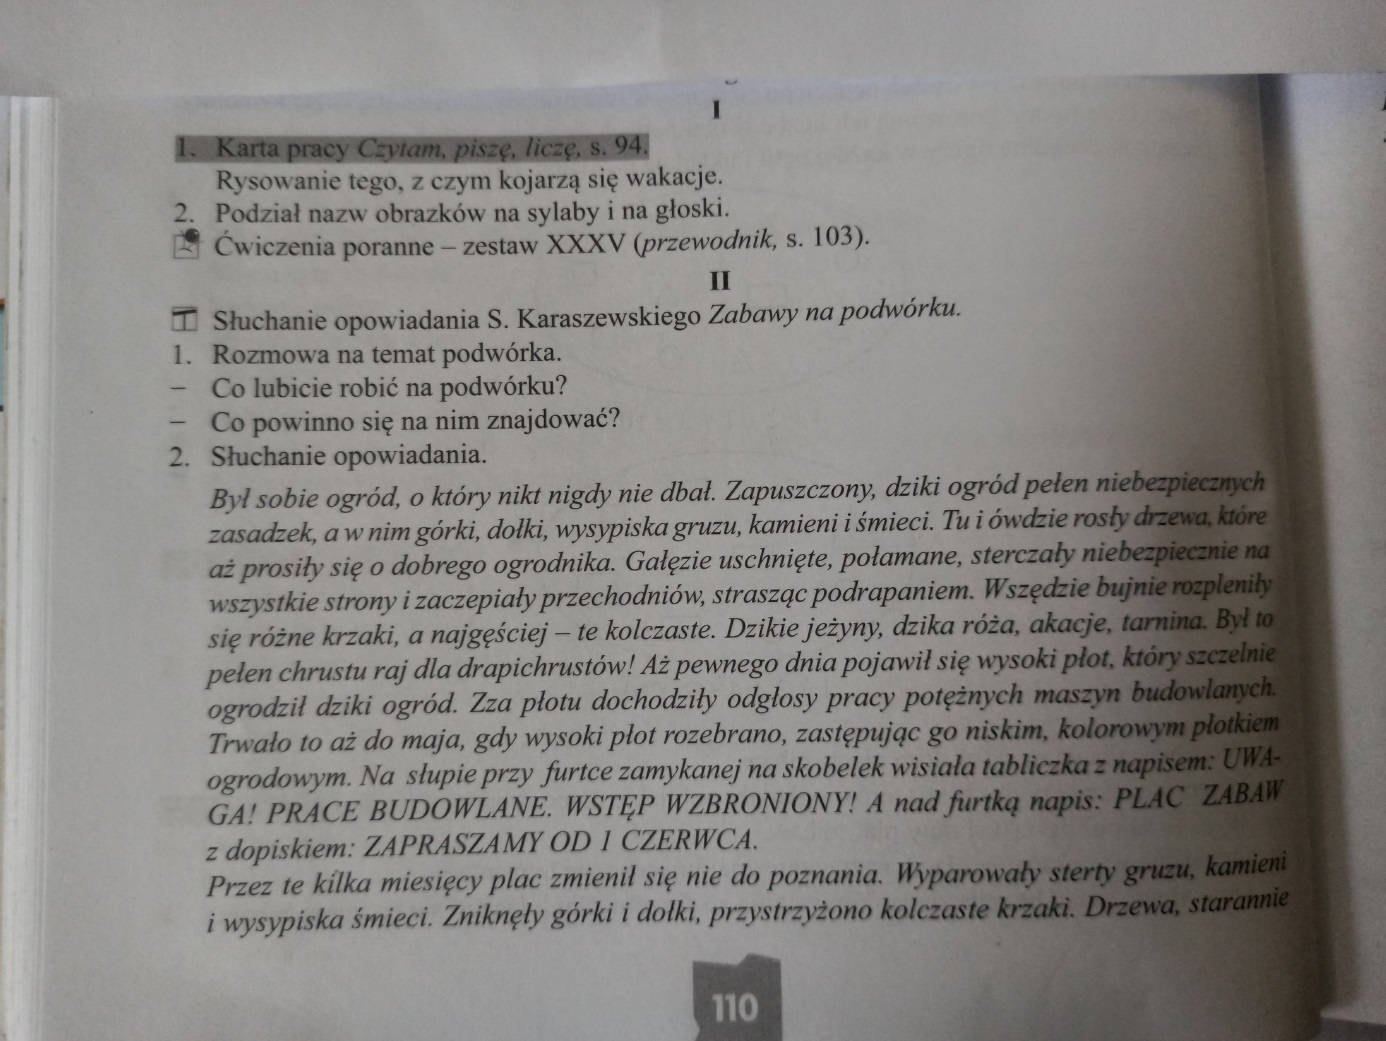 I
1. Karta pracy Czytam, piszę, liczę, s. 94.
Rysowanie tego, z czym kojarzą się wakacje.
2. Podział nazw obrazków na sylaby i na głoski.
Ćwiczenia poranne – zestaw XXXV (przewodnik, s. 103).
II
Słuchanie opowiadania S. Karaszewskiego Zabawy na podwórku.
1. Rozmowa na temat podwórka.
– Co lubicie robić na podwórku?
– Co powinno się na nim znajdować?
2. Słuchanie opowiadania.
Był sobie ogród, o który nikt nigdy nie dbał. Zapuszczony, dziki ogród pełen niebezpiecznych
zasadzek, a w nim górki, dołki, wysypiska gruzu, kamieni i śmieci. Tu i ówdzie rosły drzewa, które
aż prosiły się o dobrego ogrodnika. Gałęzie uschnięte, połamane, sterczały niebezpiecznie na
wszystkie strony i zaczepiały przechodniów, strasząc podrapaniem. Wszędzie bujnie rozpleniły
się różne krzaki, a najgęściej – te kolczaste. Dzikie jeżyny, dzika róża, akacje, tarnina. Był to
pełen chrustu raj dla drapichrustów! Aż pewnego dnia pojawił się wysoki płot, który szczelnie
ogrodził dziki ogród. Zza płotu dochodziły odgłosy pracy potężnych maszyn budowlanych.
Trwało to aż do maja, gdy wysoki płot rozebrano, zastępując go niskim, kolorowym płotkiem
ogrodowym. Na słupie przy furtce zamykanej na skobelek wisiała tabliczka z napisem: UWA-
GA! PRACE BUDOWLANE. WSTĘP WZBRONIONY! A nad furtką napis: PLAC ZABAW
z dopiskiem: ZAPRASZAMY OD 1 CZERWCA.
Przez te kilka miesięcy plac zmienił się nie do poznania. Wyparowały sterty gruzu, kamieni
i wysypiska śmieci. Zniknęły górki i dołki, przystrzyżono kolczaste krzaki. Drzewa, starannie
110